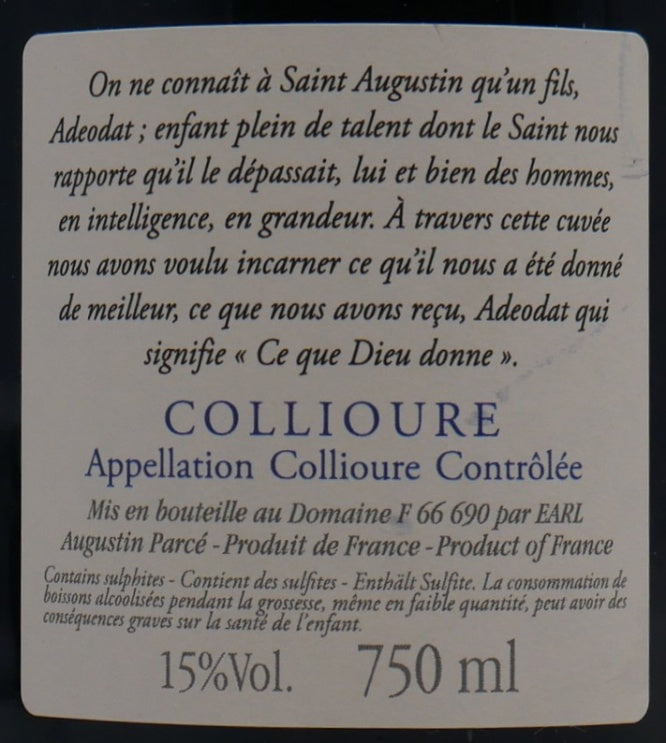 On ne connaît à Saint Augustin qu'un fils,
Adeodat ; enfant plein de talent dont le Saint nous
rapporte qu'il le dépassait, lui et bien des hommes,
en intelligence, en grandeur. À travers cette cuvée
nous avons voulu incarner ce qu'il nous a été donné
de meilleur, ce que nous avons reçu, Adeodat qui
signifie « Ce que Dieu donne ».
COLLIOURE
Appellation Collioure Contrôlée
Mis en bouteille au Domaine F 66 690 par EARL
Augustin Parcé - Produit de France - Product of France
Contains sulphites - Contient des sulfites - Enthält Sulfite. La consommation de
boissons alcoolisées pendant la grossesse, même en faible quantité, peut avoir des
conséquences graves sur la santé de l'enfant.
15%Vol. 750 ml